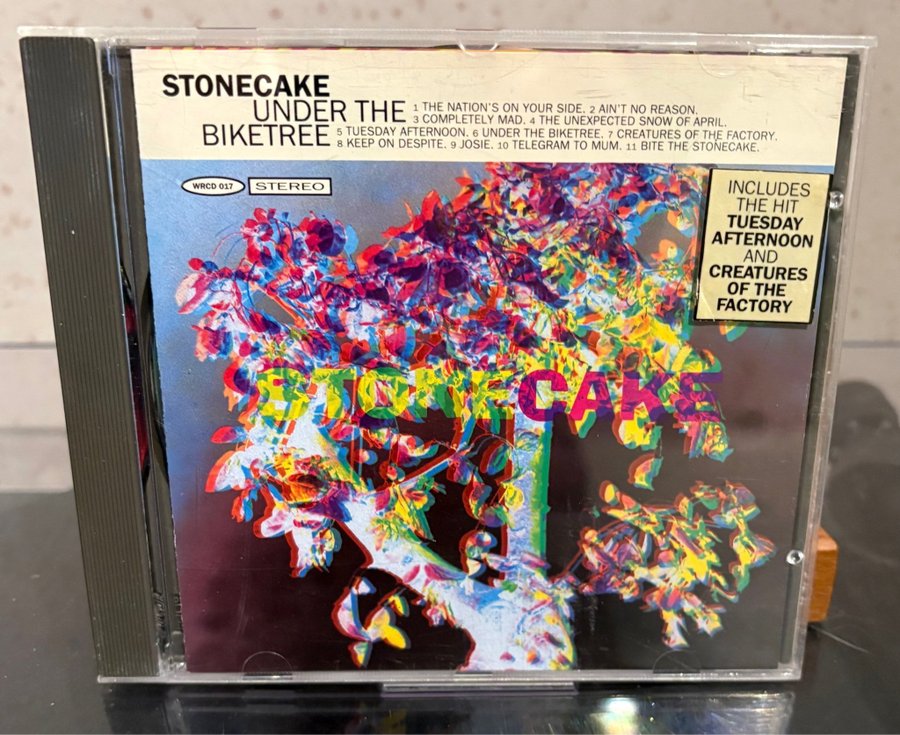 STONECAKE
UNDER THE
BIKETREE
1 THE NATION'S ON YOUR SIDE. 2 AIN'T NO REASON.
3 COMPLETELY MAD. 4 THE UNEXPECTED SNOW OF APRIL.
5 TUESDAY AFTERNOON. 6 UNDER THE BIKETREE. 7 CREATURES OF THE FACTORY.
8 KEEP ON DESPITE. 9 JOSIE. 10 TELEGRAM TO MUM. 11 BITE THE STONECAKE.
WRCD 017
STEREO
INCLUDES
THE HIT
TUESDAY
AFTERNOON
AND
CREATURES
OF THE
FACTORY
STONECAKE